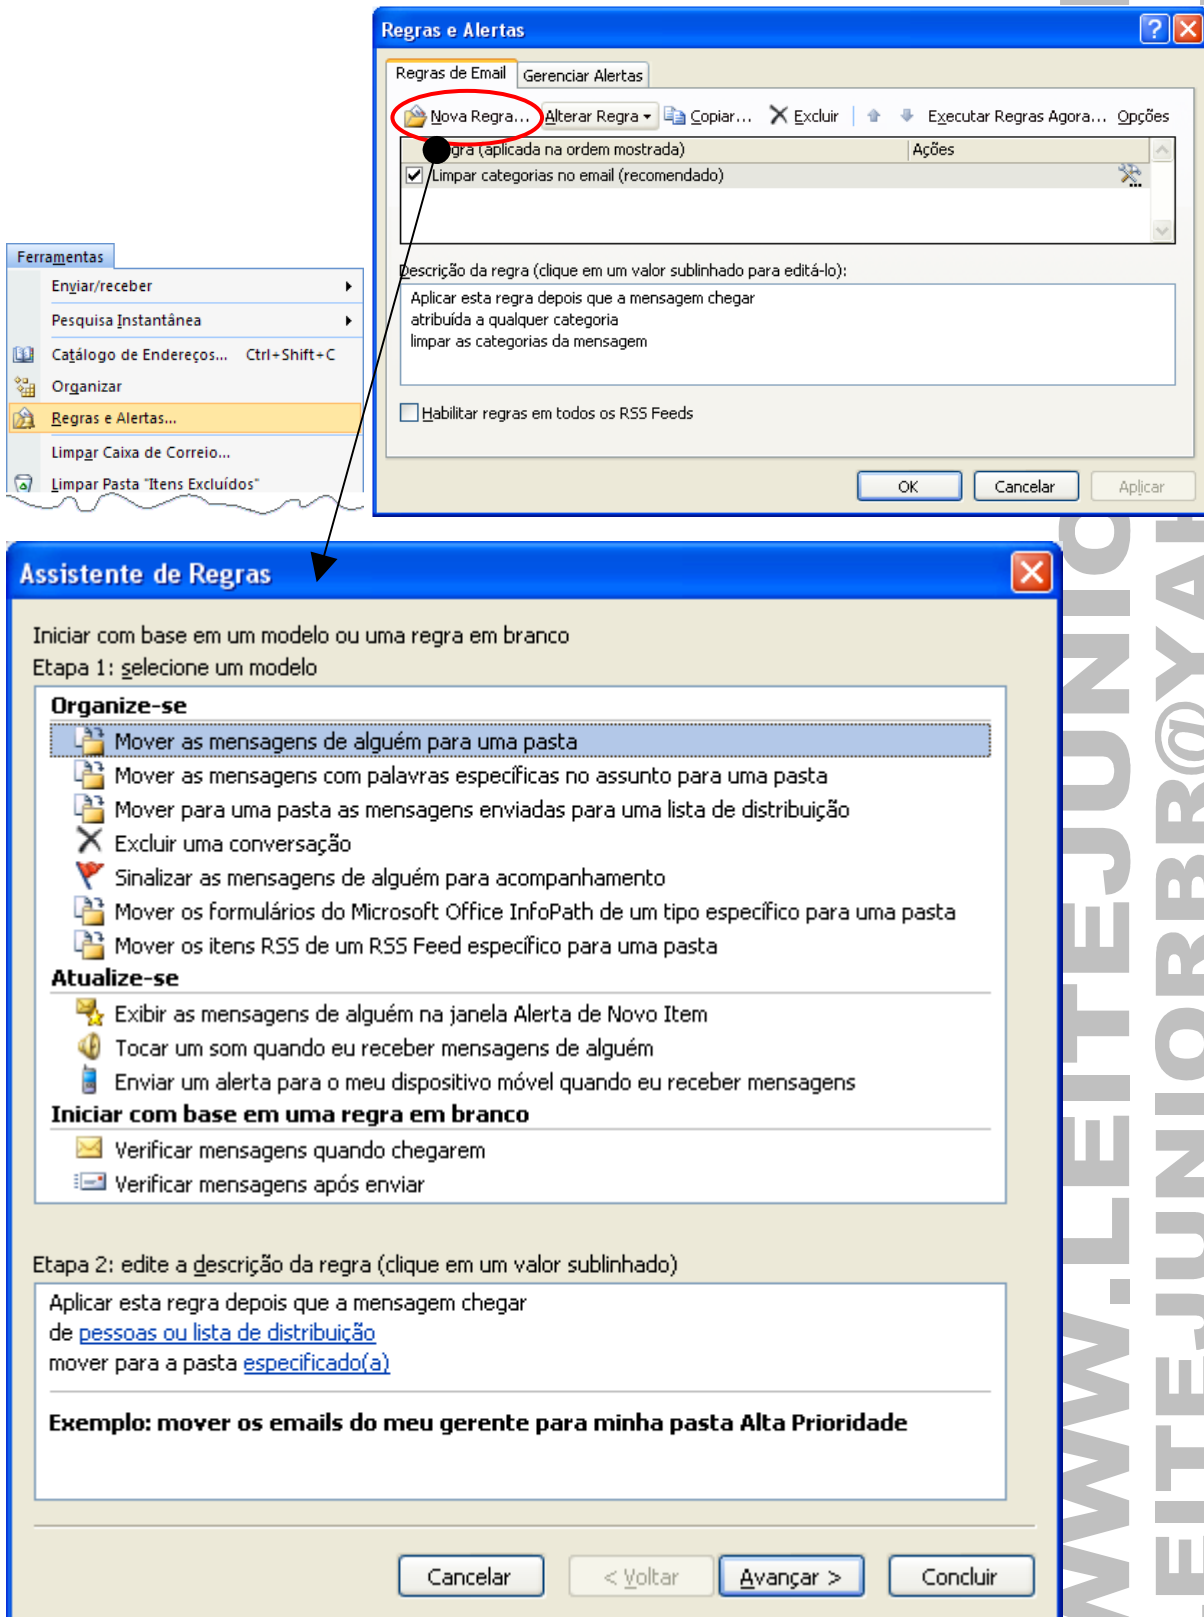 Regras e Alertas
Regras de Email
Gerenciar Alertas
Nova Regra...
Alterar Regra
Copiar...
Excluir
Executar Regras Agora...
Opções
(aplicada na ordem mostrada)
Ações
Limpar categorias no email (recomendado)
Descrição da regra (clique em um valor sublinhado para editá-lo):
Aplicar esta regra depois que a mensagem chegar
atribuída a qualquer categoria
limpar as categorias da mensagem
Habilitar regras em todos os RSS Feeds
OK
Cancelar
Aplicar
Ferramentas
Enviar/receber
Pesquisa Instantânea
Catálogo de Endereços... Ctrl+Shift+C
Organizar
Regras e Alertas...
Limpar Caixa de Correio...
Limpar Pasta "Itens Excluídos"
Assistente de Regras
Iniciar com base em um modelo ou uma regra em branco
Etapa 1: selecione um modelo
Organize-se
Mover as mensagens de alguém para uma pasta
Mover as mensagens com palavras específicas no assunto para uma pasta
Mover para uma pasta as mensagens enviadas para uma lista de distribuição
Excluir uma conversação
Sinalizar as mensagens de alguém para acompanhamento
Mover os formulários do Microsoft Office InfoPath de um tipo específico para uma pasta
Mover os itens RSS de um RSS Feed específico para uma pasta
Atualize-se
Exibir as mensagens de alguém na janela Alerta de Novo Item
Tocar um som quando eu receber mensagens de alguém
Enviar um alerta para o meu dispositivo móvel quando eu receber mensagens
Iniciar com base em uma regra em branco
Verificar mensagens quando chegarem
Verificar mensagens após enviar
Etapa 2: edite a descrição da regra (clique em um valor sublinhado)
Aplicar esta regra depois que a mensagem chegar
de pessoas ou lista de distribuição
mover para a pasta especificado(a)
Exemplo: mover os emails do meu gerente para minha pasta Alta Prioridade
Cancelar
< Voltar
Avançar >
Concluir
WWW.LEITEJUNIO
EITEJUNIORBR@YA